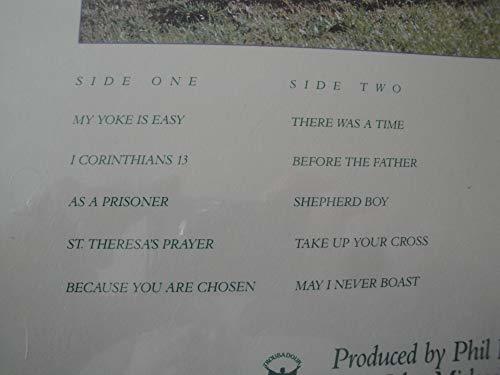 SIDE ONE
MY YOKE IS EASY
I CORINTHIANS 13
AS A PRISONER
ST. THERESA'S PRAYER
BECAUSE YOU ARE CHOSEN
SIDE TWO
THERE WAS A TIME
BEFORE THE FATHER
SHEPHERD BOY
TAKE UP YOUR CROSS
MAY I NEVER BOAST
TROUBADOUR
Produced by Phil